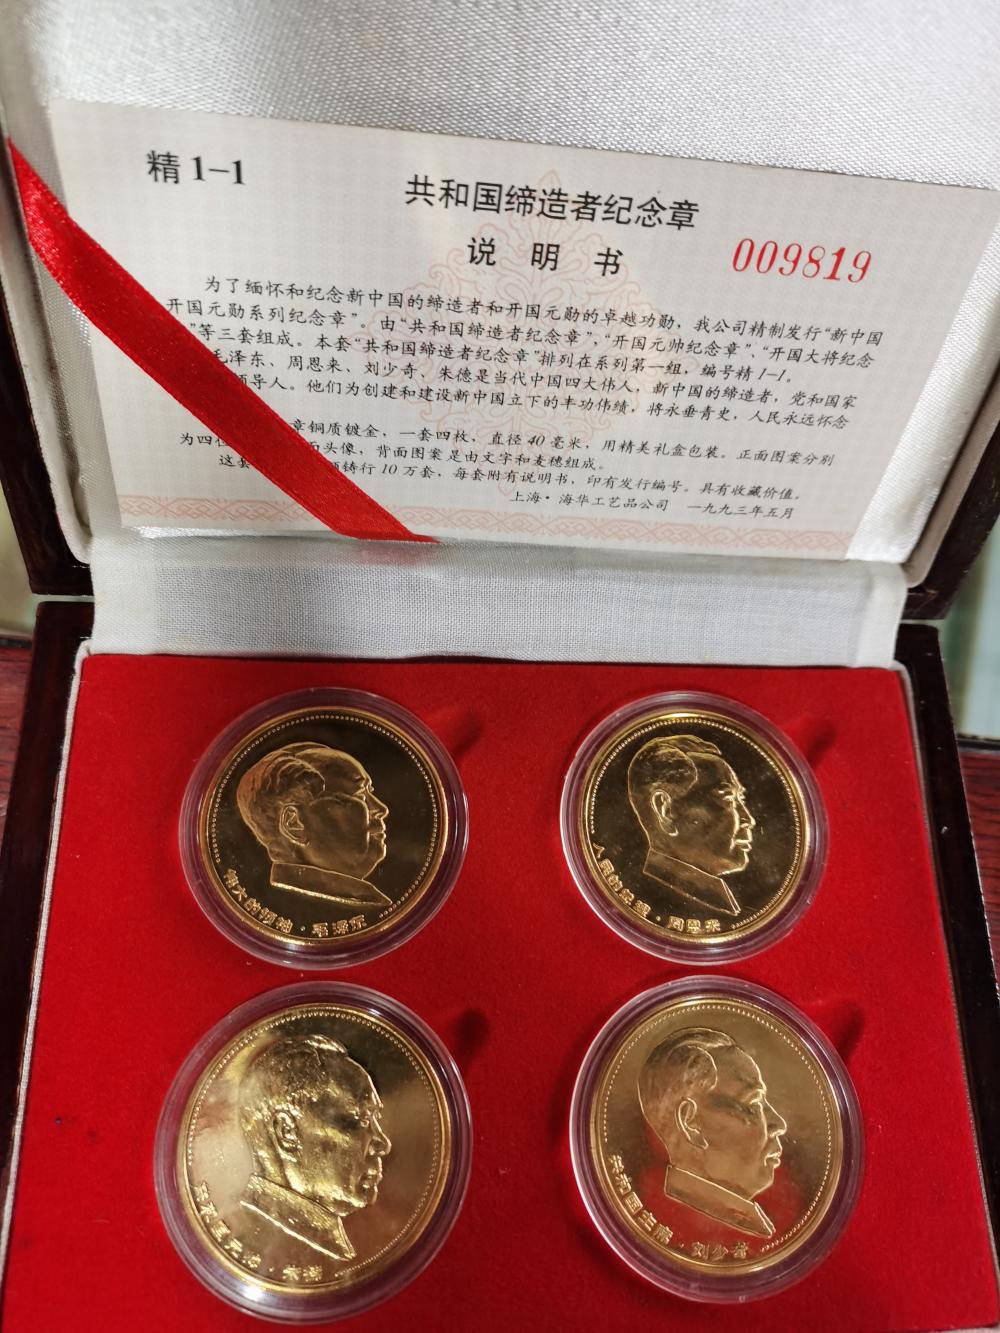 精 1-1
共和国缔造者纪念章
说 明 书
009819
为了缅怀和纪念新中国的缔造者和开国元勋的卓越功勋，我公司精制发行“新中国
开国元勋系列纪念章”。由“共和国缔造者纪念章”、“开国元帅纪念章”、“开国大将纪念
”等三套组成。本套“共和国缔造者纪念章”排列在系列第一组，编号精 1-1。
毛泽东、周恩来、刘少奇、朱德是当代中国四大伟人，新中国的缔造者，党和国家
领导人。他们为创建和建设新中国立下的丰功伟绩，将永垂青史，人民永远怀念
章铜质镀金，一套四枚，直径 40 毫米，用精美礼盒包装。正面图案分别
为四位 面头像，背面图案是由文字和麦穗组成。
这套 铸行 10 万套，每套附有说明书，印有发行编号。具有收藏价值。
上海·海华工艺品公司 一九九三年五月
伟大的领袖·毛泽东
人民的总理·周恩来
·朱德
共和国主席·刘少奇